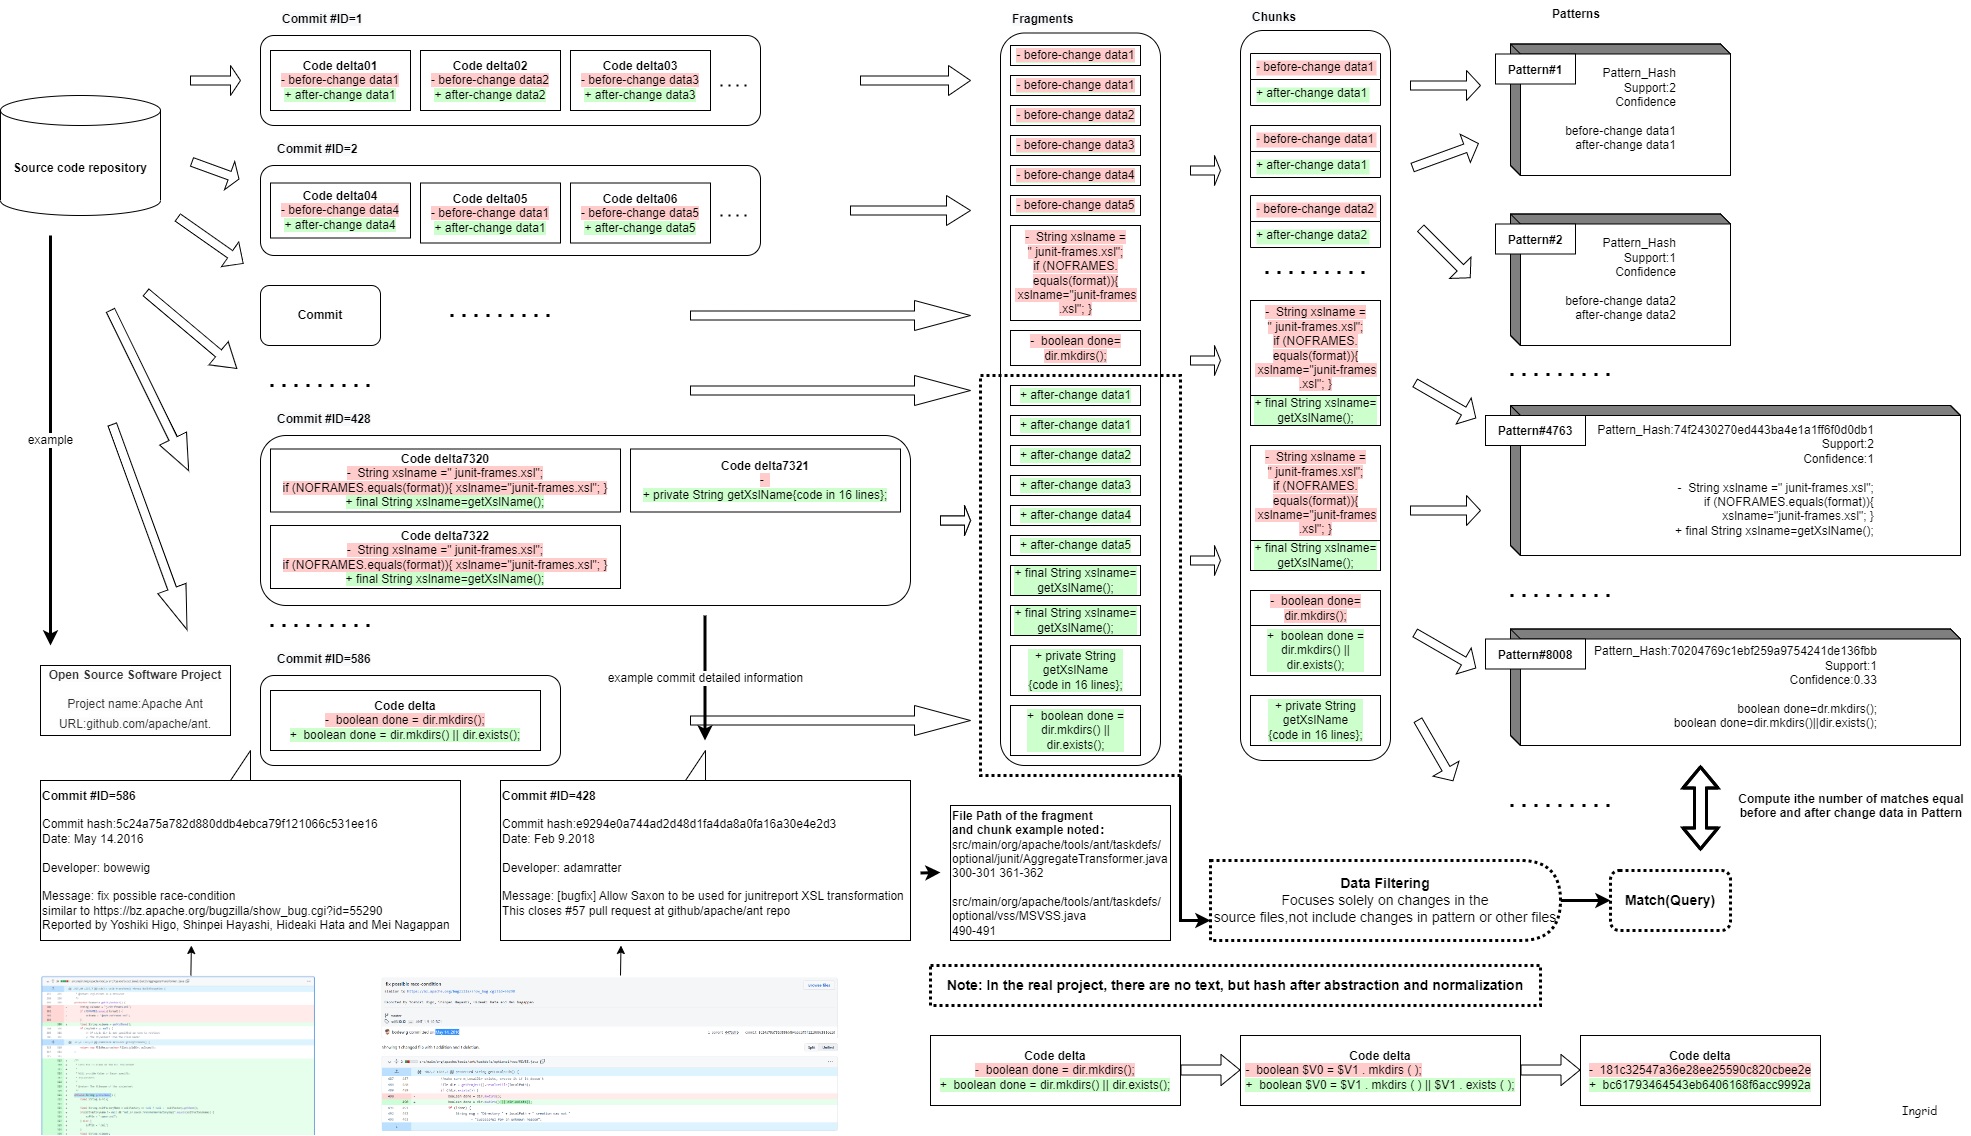 Commit #ID=1
Fragments
Chunks
Patterns
Source code repository
Code delta01
- before-change data1
+ after-change data1
Code delta02
- before-change data2
+ after-change data2
Code delta03
- before-change data3
+ after-change data3
. . . .
Commit #ID=2
Code delta04
- before-change data4
+ after-change data4
Code delta05
- before-change data1
+ after-change data1
Code delta06
- before-change data5
+ after-change data5
. . . .
Commit
Commit #ID=428
Code delta7320
- String xslname =" junit-frames.xsl";
if (NOFRAMES.equals(format)){ xslname="junit-frames.xsl"; }
+ final String xslname=getXslName();
Code delta7321
-
+ private String getXslName{code in 16 lines};
Code delta7322
- String xslname =" junit-frames.xsl";
if (NOFRAMES.equals(format)){ xslname="junit-frames.xsl"; }
+ final String xslname=getXslName();
Commit #ID=586
Code delta
- boolean done = dir.mkdirs();
+ boolean done = dir.mkdirs() || dir.exists();
example
example commit detailed information
Open Source Software Project
Project name:Apache Ant
URL:github.com/apache/ant.
- before-change data1
- before-change data1
- before-change data2
- before-change data3
- before-change data4
- before-change data5
- String xslname =
" junit-frames.xsl";
if (NOFRAMES.
equals(format)){
xslname="junit-frames
.xsl"; }
- boolean done=
dir.mkdirs();
+ after-change data1
+ after-change data1
+ after-change data2
+ after-change data3
+ after-change data4
+ after-change data5
+ final String xslname=
getXslName();
+ final String xslname=
getXslName();
+ private String
getXslName
{code in 16 lines};
+ boolean done =
dir.mkdirs() ||
dir.exists();
- before-change data1
+ after-change data1
- before-change data1
+ after-change data1
- before-change data2
+ after-change data2
- String xslname =
" junit-frames.xsl";
if (NOFRAMES.
equals(format)){
xslname="junit-frames
.xsl"; }
+ final String xslname=
getXslName();
- String xslname =
" junit-frames.xsl";
if (NOFRAMES.
equals(format)){
xslname="junit-frames
.xsl"; }
+ final String xslname=
getXslName();
- boolean done=
dir.mkdirs();
+ boolean done =
dir.mkdirs() ||
dir.exists();
+ private String
getXslName
{code in 16 lines};
Pattern#1
Pattern_Hash
Support:2
Confidence
before-change data1
after-change data1
Pattern#2
Pattern_Hash
Support:1
Confidence
before-change data2
after-change data2
Pattern#4763
Pattern_Hash:74f2430270ed443ba4e1a1ff6f0d0db1
Support:2
Confidence:1
- String xslname =" junit-frames.xsl";
if (NOFRAMES.equals(format)){
xslname="junit-frames.xsl"; }
+ final String xslname=getXslName();
Pattern#8008
Pattern_Hash:70204769c1ebf259a9754241de136fbb
Support:1
Confidence:0.33
boolean done=dr.mkdirs();
boolean done=dir.mkdirs()||dir.exists();
Compute ithe number of matches equal
before and after change data in Pattern
Commit #ID=586
Commit hash:5c24a75a782d880ddb4ebca79f121066c531ee16
Date: May 14.2016
Developer: bowewig
Message: fix possible race-condition
similar to https://bz.apache.org/bugzilla/show_bug.cgi?id=55290
Reported by Yoshiki Higo, Shinpei Hayashi, Hideaki Hata and Mei Nagappan
Commit #ID=428
Commit hash:e9294e0a744ad2d48d1fa4da8a0fa16a30e4e2d3
Date: Feb 9.2018
Developer: adamratter
Message: [bugfix] Allow Saxon to be used for junitreport XSL transformation
This closes #57 pull request at github/apache/ant repo
File Path of the fragment
and chunk example noted:
src/main/org/apache/tools/ant/taskdefs/
optional/junit/AggregateTransformer.java
300-301 361-362
src/main/org/apache/tools/ant/taskdefs/
optional/vss/MSVSS.java
490-491
Data Filtering
Focuses solely on changes in the
source files,not include changes in pattern or other files
Match(Query)
Note: In the real project, there are no text, but hash after abstraction and normalization
Code delta
- boolean done = dir.mkdirs();
+ boolean done = dir.mkdirs() || dir.exists();
Code delta
- boolean $V0 = $V1 . mkdirs ( );
+ boolean $V0 = $V1 . mkdirs ( ) || $V1 . exists ( );
Code delta
- 181c32547a36e28ee25590c820cbee2e
+ bc61793464543eb6406168f6acc9992a
fix possible race-condition
Ingrid